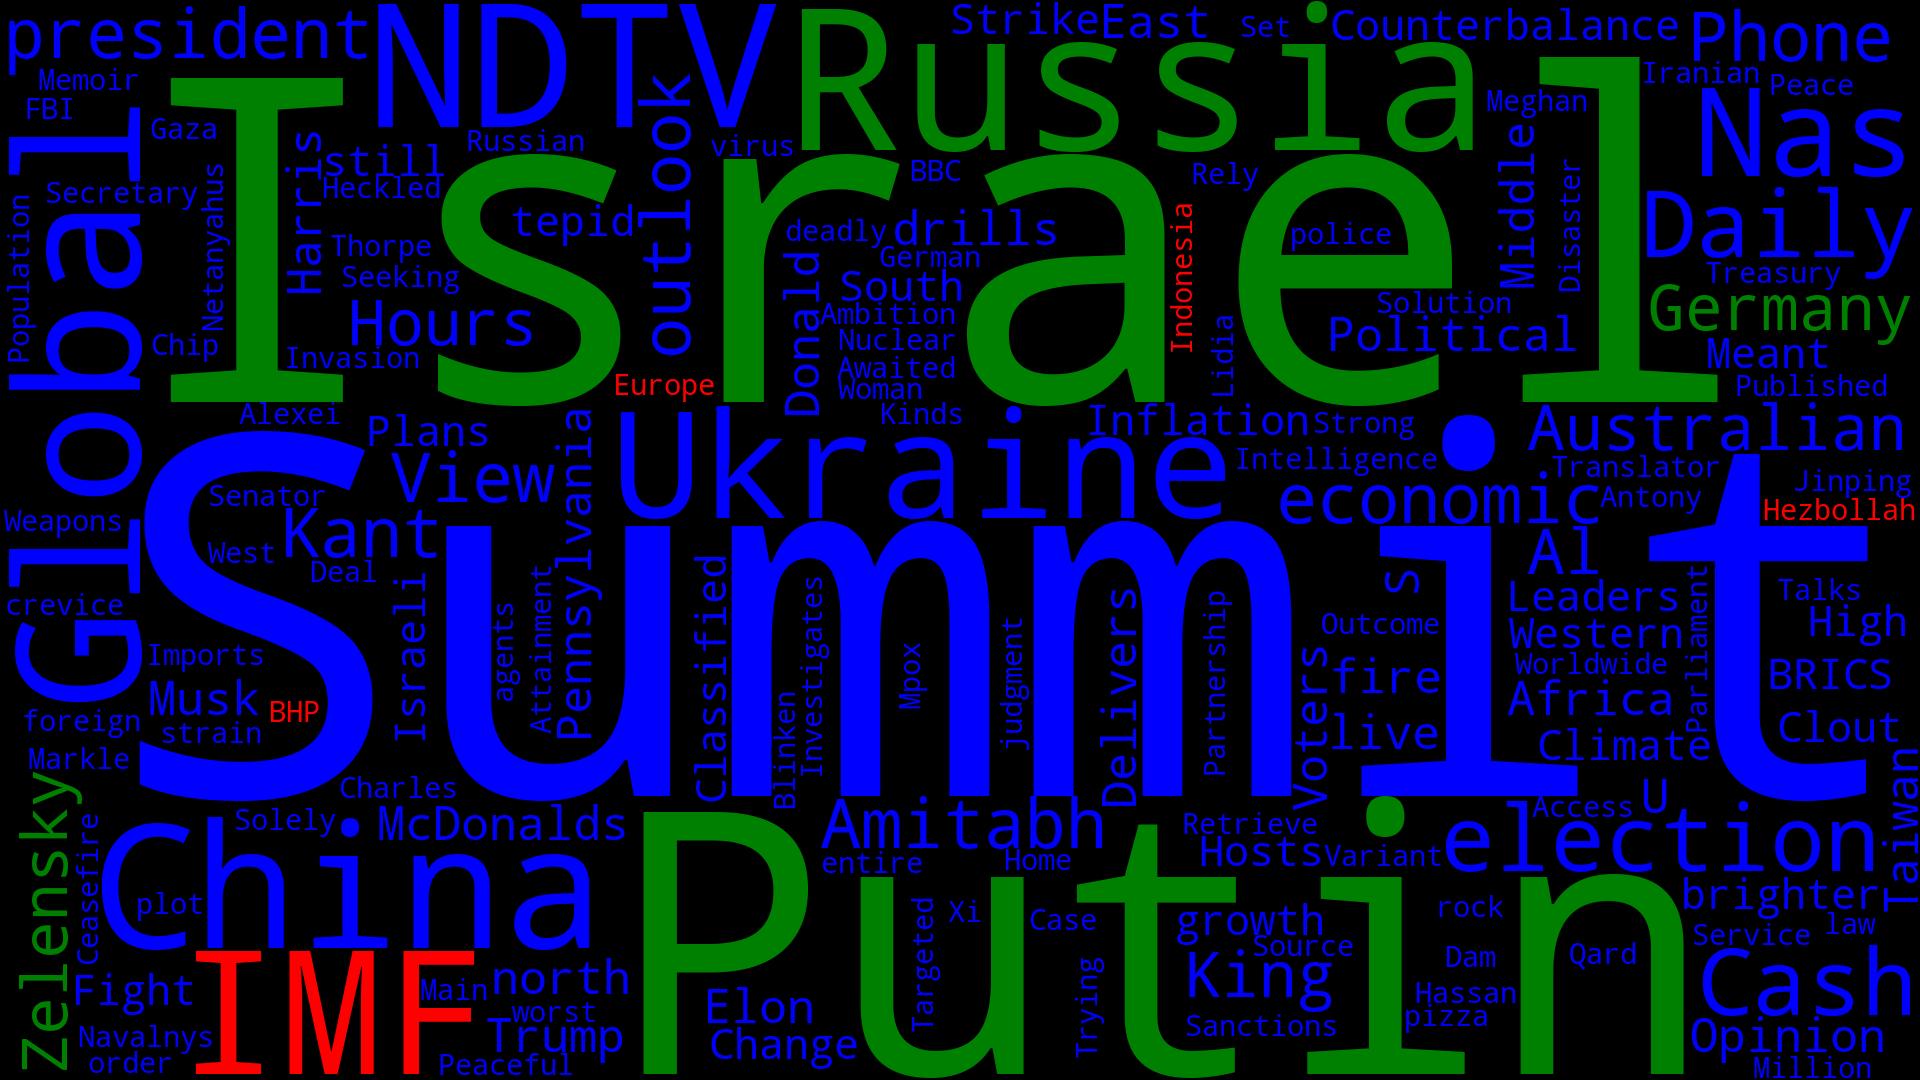 president
NDTV
Russia
StrikeEast
Set
Counterbalance
Phone
Memoir
FBI
Iranian
Peace
Gaza
Israel
Harris
still
Russian
outlook
virus
Meghan
Nas
Global
Secretary
Netanyahus
Heckled
BBC
Rely
Middle
Disaster
Population
Thorpe
tepid
deadly
drills
Indonesia
police
Daily
Seeking
German
Treasury
Donald
South
Solution
Germany
Hours
Ambition
Political
Chip
Invasion
Nuclear
Lidia
Meant
Europe
Awaited
woman
Published
Alexei
Plans
Kinds
Inflation
Strong
Australian
Pennsylvania
Ukraine
View
Intelligence
Translator
Jinping
Senator
economic
Antony
Hezbollah
Weapons
Kant
Summit
West
Deal
Al
crevice
Israeli
agents
Attainment
Classified
Investigates
S
Leaders
Parliament
Talks
Outcome
Western
High
Imports
Mpox
judgment
Delivers
Partnership
Voters
fire
Worldwide
BRICS
Musk
BHP
Africa
foreign
strain
Blinken
live
Climate
Clout
Markle
Charles
Taiwan
Zelensky
Ceasefire
Solely
McDonalds
Amitabh
Retrieve
Access
U
China
entire
Home
Hosts
Variant
election
plot
Putin
Targeted
Xi
Case
growth
rock
brighter
law
Source
Service
IMF
Fight
Main
north
Trying
King
Dam
Qard
Cash
worst
Elon
Hassan
Navalnys
Trump
Change
Sanctions
pizza
Opinion
order
Peaceful
Million